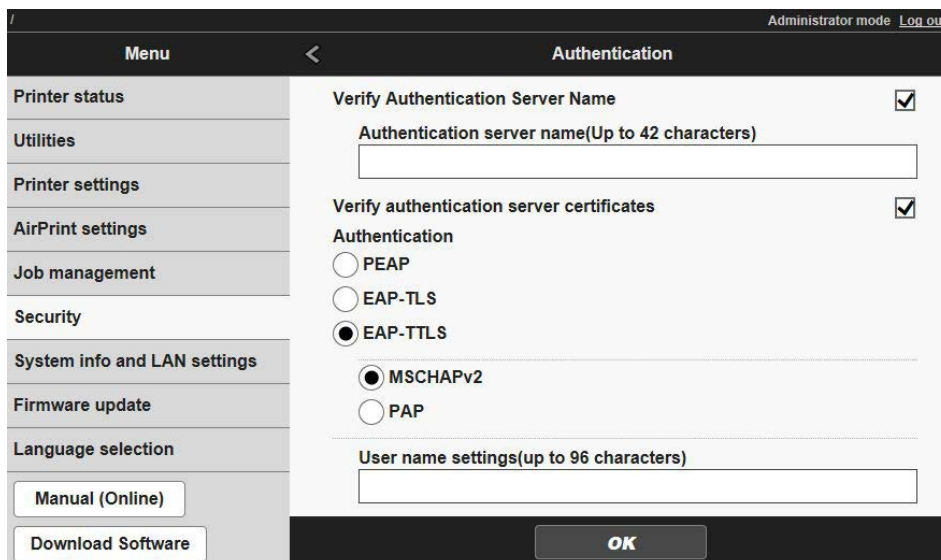 /
Administrator mode Log ou
Menu
< Authentication
Printer status
Utilities
Printer settings
AirPrint settings
Job management
Security
System info and LAN settings
Firmware update
Language selection
Manual (Online)
Download Software
Verify Authentication Server Name
Authentication server name(Up to 42 characters)
Verify authentication server certificates
Authentication
PEAP
EAP-TLS
EAP-TTLS
MSCHAPv2
PAP
User name settings(up to 96 characters)
OK